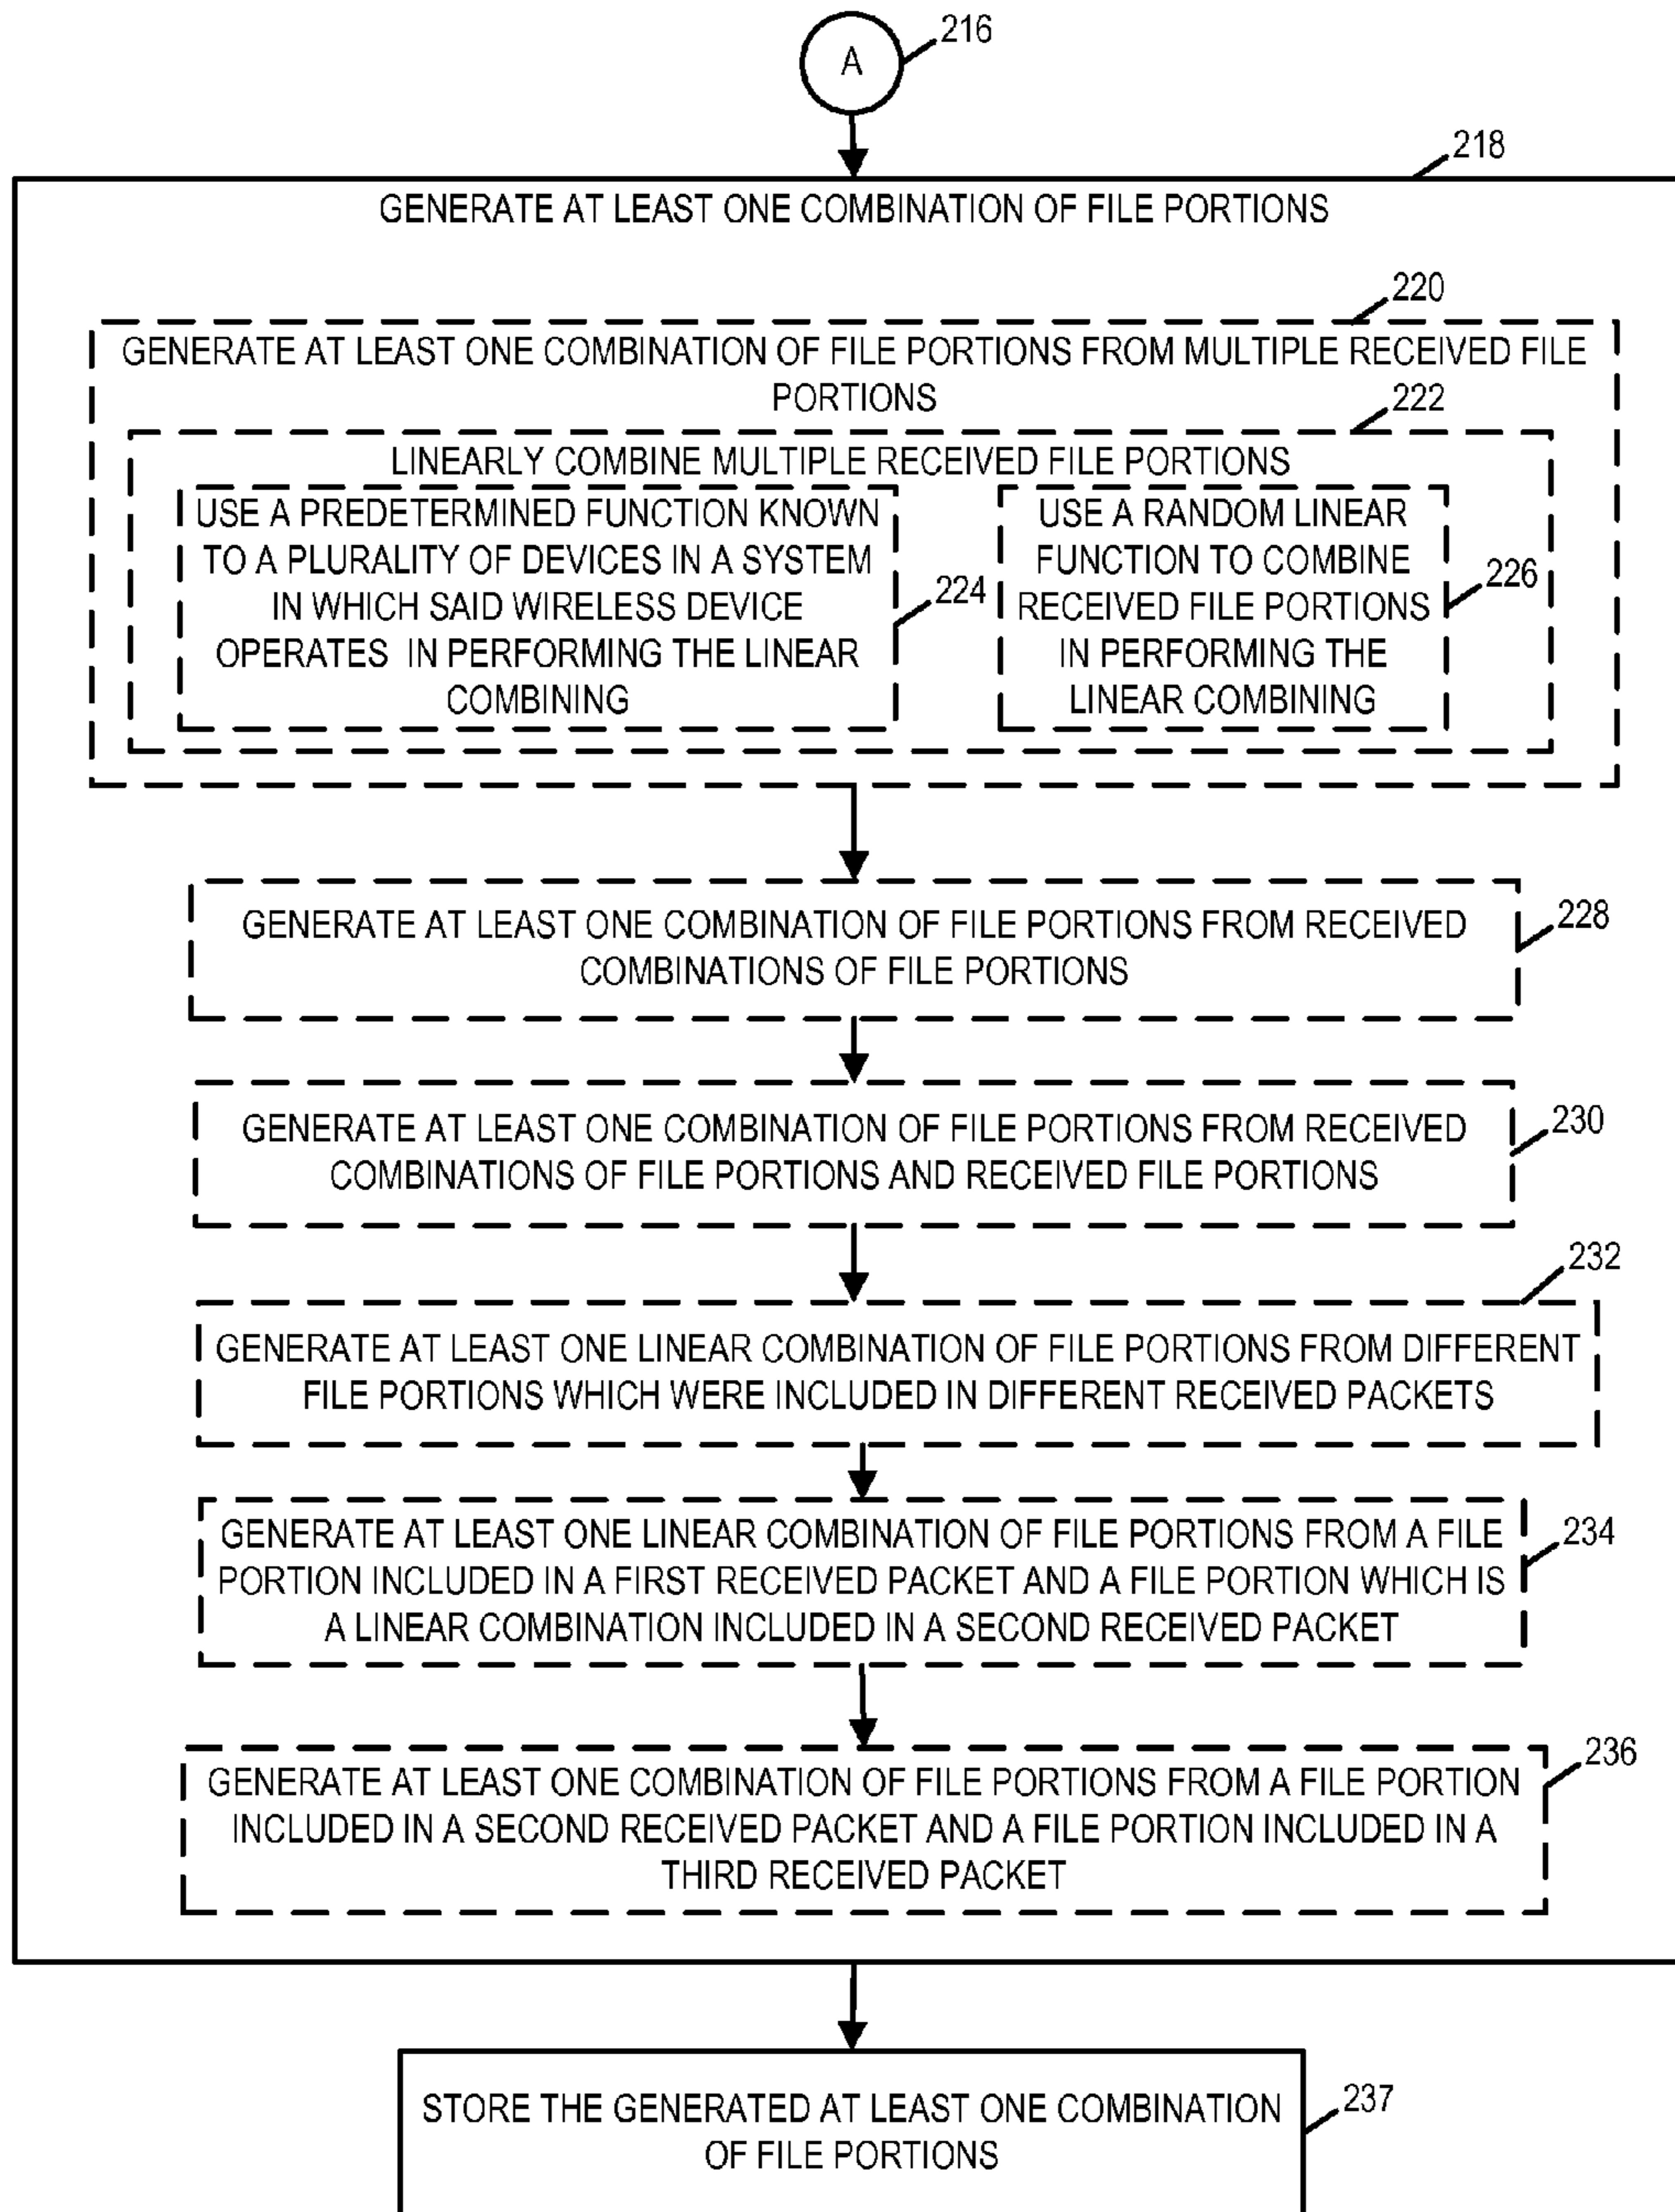 A
216
218
GENERATE AT LEAST ONE COMBINATION OF FILE PORTIONS
220
GENERATE AT LEAST ONE COMBINATION OF FILE PORTIONS FROM MULTIPLE RECEIVED FILE
PORTIONS
222
LINEARLY COMBINE MULTIPLE RECEIVED FILE PORTIONS
USE A PREDETERMINED FUNCTION KNOWN
TO A PLURALITY OF DEVICES IN A SYSTEM
IN WHICH SAID WIRELESS DEVICE
OPERATES IN PERFORMING THE LINEAR
COMBINING
224
USE A RANDOM LINEAR
FUNCTION TO COMBINE
RECEIVED FILE PORTIONS
IN PERFORMING THE
LINEAR COMBINING
226
GENERATE AT LEAST ONE COMBINATION OF FILE PORTIONS FROM RECEIVED
COMBINATIONS OF FILE PORTIONS
228
GENERATE AT LEAST ONE COMBINATION OF FILE PORTIONS FROM RECEIVED
COMBINATIONS OF FILE PORTIONS AND RECEIVED FILE PORTIONS
230
232
GENERATE AT LEAST ONE LINEAR COMBINATION OF FILE PORTIONS FROM DIFFERENT
FILE PORTIONS WHICH WERE INCLUDED IN DIFFERENT RECEIVED PACKETS
GENERATE AT LEAST ONE LINEAR COMBINATION OF FILE PORTIONS FROM A FILE
PORTION INCLUDED IN A FIRST RECEIVED PACKET AND A FILE PORTION WHICH IS
A LINEAR COMBINATION INCLUDED IN A SECOND RECEIVED PACKET
234
GENERATE AT LEAST ONE COMBINATION OF FILE PORTIONS FROM A FILE PORTION
INCLUDED IN A SECOND RECEIVED PACKET AND A FILE PORTION INCLUDED IN A
THIRD RECEIVED PACKET
236
STORE THE GENERATED AT LEAST ONE COMBINATION
OF FILE PORTIONS
237